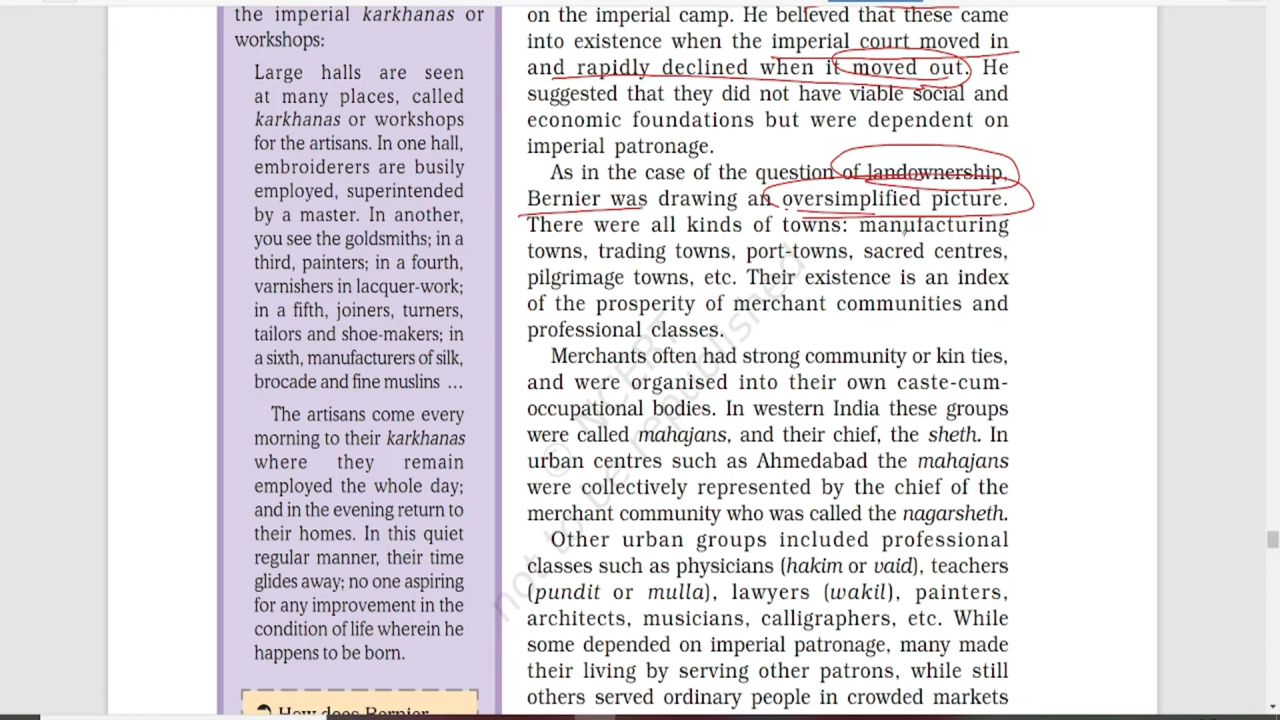 the imperial karkhanas or
workshops:
Large halls are seen
at many places, called
karkhanas or workshops
for the artisans. In one hall,
embroiderers are busily
employed, superintended
by a master. In another,
you see the goldsmiths; in a
third, painters; in a fourth,
varnishers in lacquer-work;
in a fifth, joiners, turners,
tailors and shoe-makers; in
a sixth, manufacturers of silk,
brocade and fine muslins ...
The artisans come every
morning to their karkhanas
where they remain
employed the whole day;
and in the evening return to
their homes. In this quiet
regular manner, their time
glides away; no one aspiring
for any improvement in the
condition of life wherein he
happens to be born.
How does Bernier
on the imperial camp. He believed that these came
into existence when the imperial court moved in
and rapidly declined when it moved out. He
suggested that they did not have viable social and
economic foundations but were dependent on
imperial patronage.
As in the case of the question of landownership,
Bernier was drawing an oversimplified picture.
There were all kinds of towns: manufacturing
towns, trading towns, port-towns, sacred centres,
pilgrimage towns, etc. Their existence is an index
of the prosperity of merchant communities and
professional classes.
Merchants often had strong community or kin ties,
and were organised into their own caste-cum-
occupational bodies. In western India these groups
were called mahajans, and their chief, the sheth. In
urban centres such as Ahmedabad the mahajans
were collectively represented by the chief of the
merchant community who was called the nagarsheth.
Other urban groups included professional
classes such as physicians (hakim or vaid), teachers
(pundit or mulla), lawyers (wakil), painters,
architects, musicians, calligraphers, etc. While
some depended on imperial patronage, many made
their living by serving other patrons, while still
others served ordinary people in crowded markets
© NCERT
not to be republished